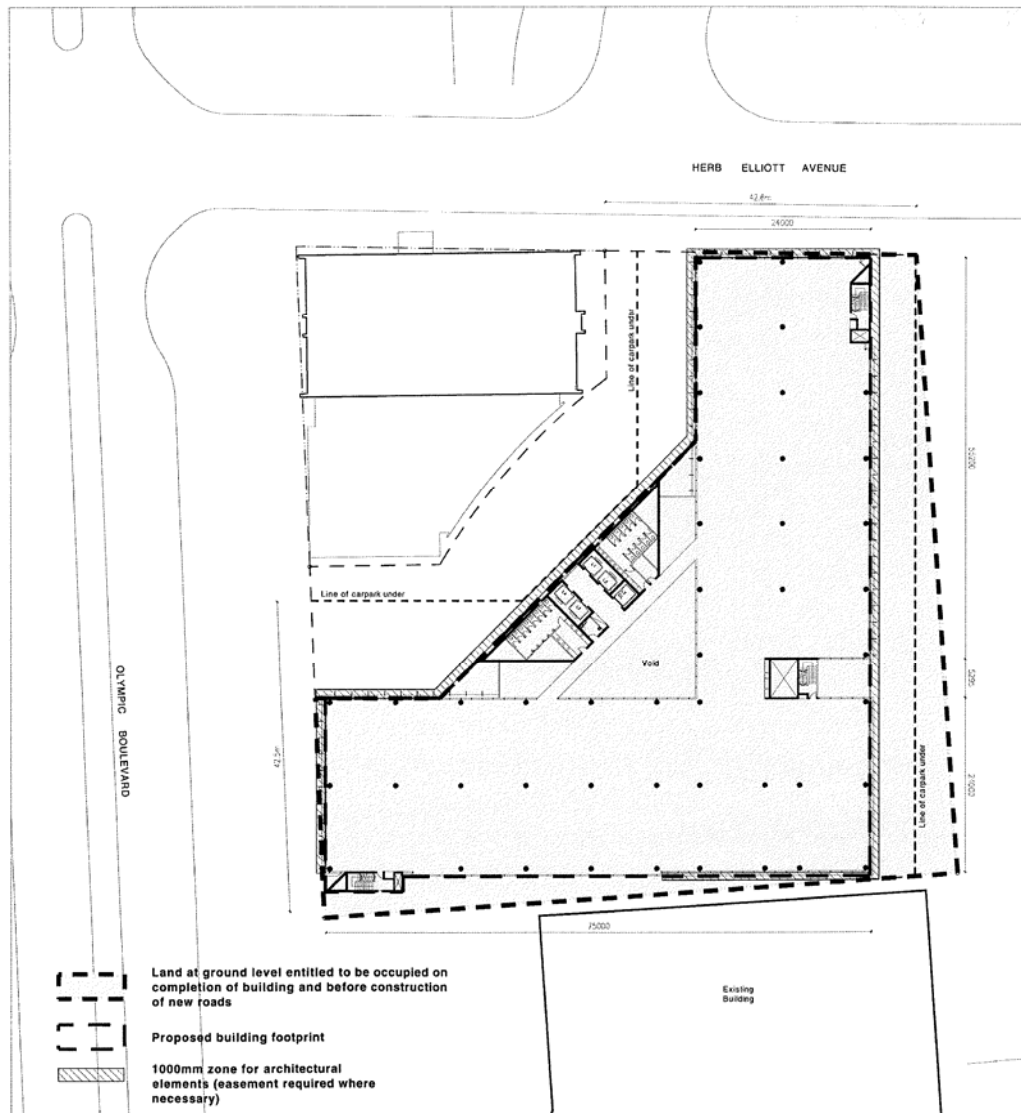 HERB ELLIOTT AVENUE
24000
Line of carpark under
Line of carpark under
Void
5295
OLYMPIC BOULEVARD
Line of carpark under
75000
Existing
Building
Land at ground level entitled to be occupied on
completion of building and before construction
of new roads
Proposed building footprint
1000mm zone for architectural
elements (easement required where
necessary)